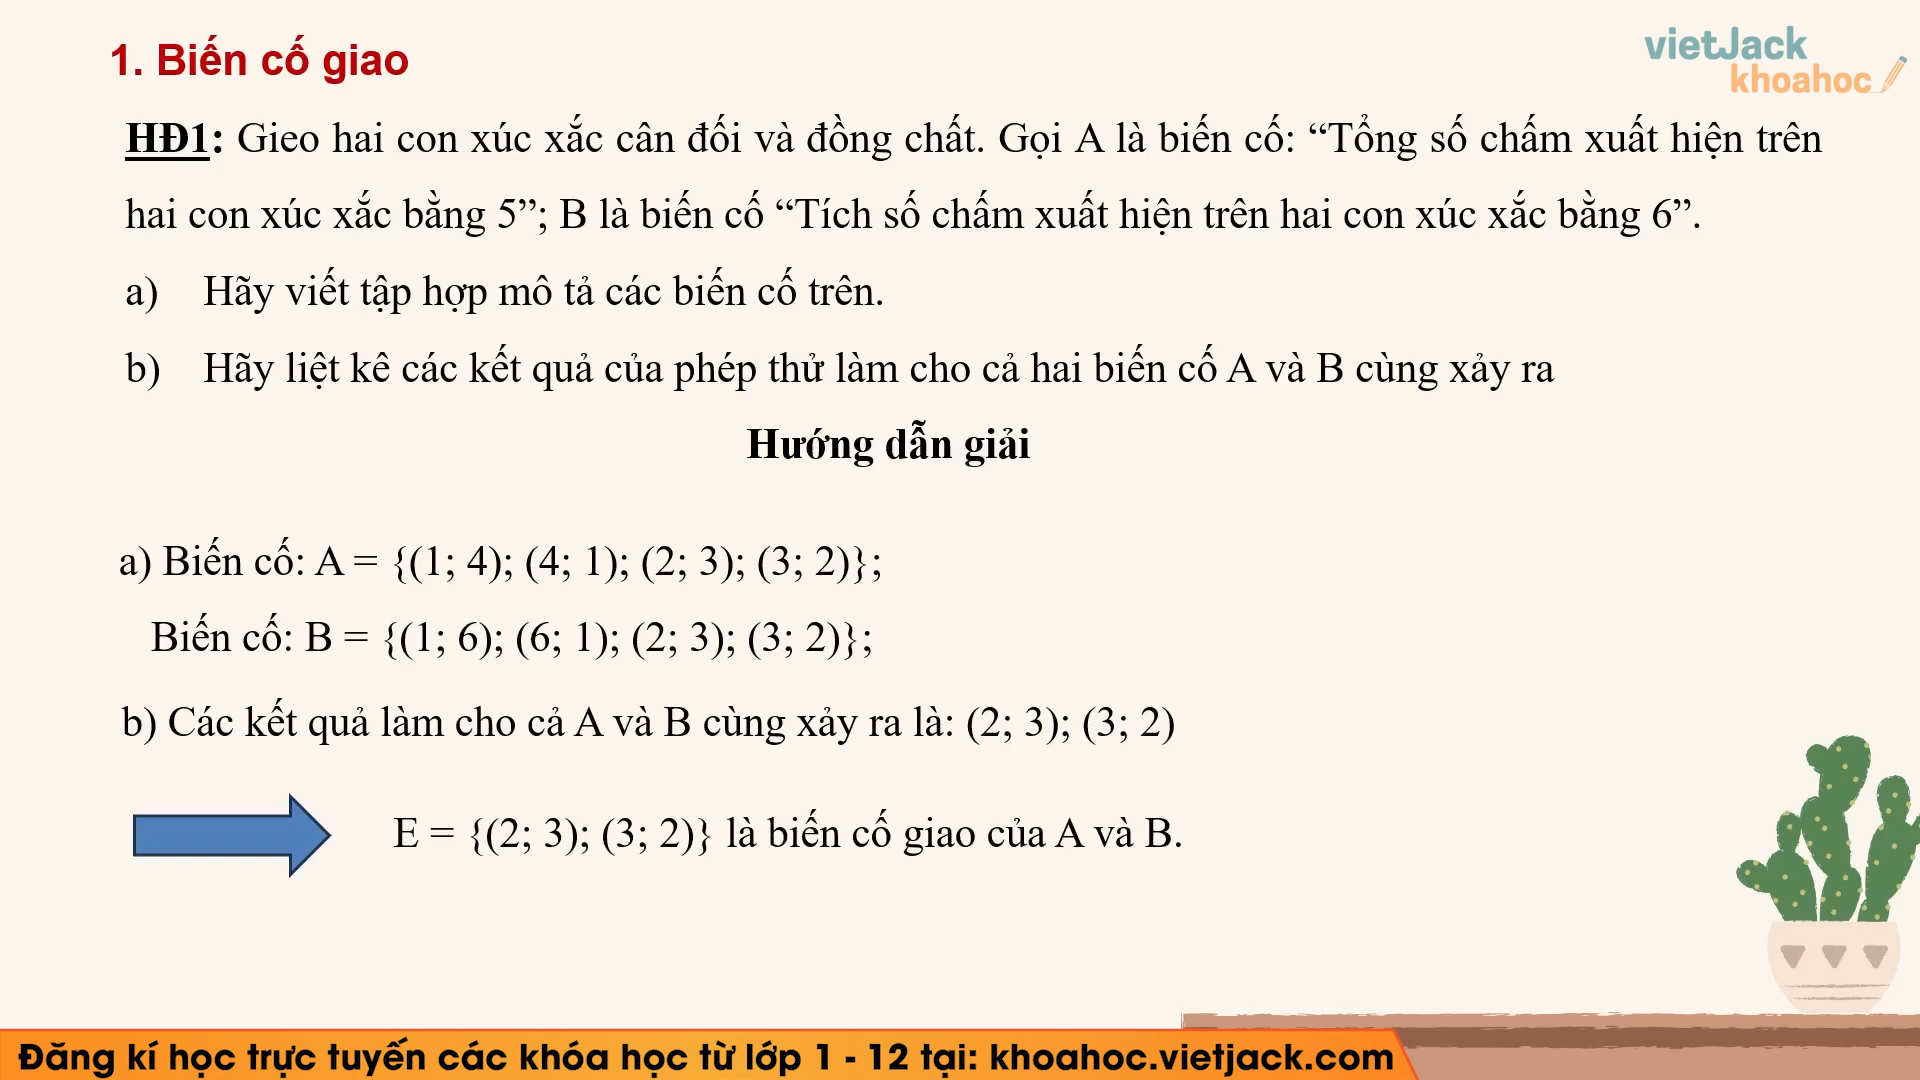 1. Biến cố giao
vietJack
khoahoc
HĐ1: Gieo hai con xúc xắc cân đối và đồng chất. Gọi A là biến cố: “Tổng số chấm xuất hiện trên
hai con xúc xắc bằng 5”; B là biến cố “Tích số chấm xuất hiện trên hai con xúc xắc bằng 6”.
a) Hãy viết tập hợp mô tả các biến cố trên.
b) Hãy liệt kê các kết quả của phép thử làm cho cả hai biến cố A và B cùng xảy ra
Hướng dẫn giải
a) Biến cố: A = {(1; 4); (4; 1); (2; 3); (3; 2)};
Biến cố: B = {(1; 6); (6; 1); (2; 3); (3; 2)};
b) Các kết quả làm cho cả A và B cùng xảy ra là: (2; 3); (3; 2)
E = {(2; 3); (3; 2)} là biến cố giao của A và B.
Đăng kí học trực tuyến các khóa học từ lớp 1 - 12 tại: khoahoc.vietjack.com